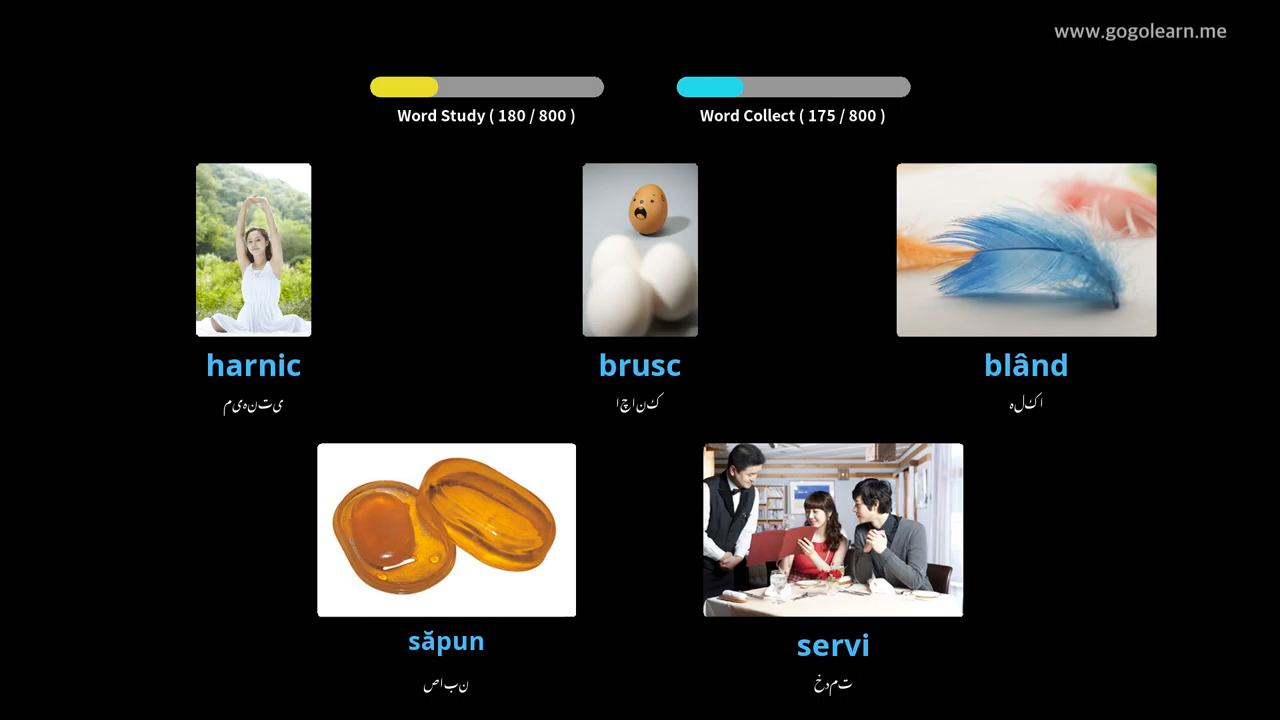 www.gogolearn.me
Word Study ( 180 / 800 )
Word Collect ( 175 / 800 )
harnic
brusc
blând
میہنتی
اچانک
ہلکا
săpun
servi
صابن
خدمت